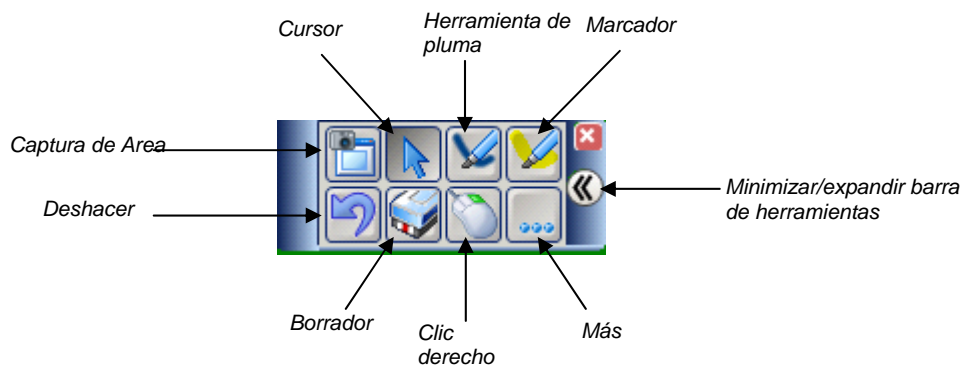 Cursor
Herramienta de
pluma
Marcador
Captura de Area
Deshacer
Minimizar/expandir barra
de herramientas
Borrador
Clic
derecho
Más